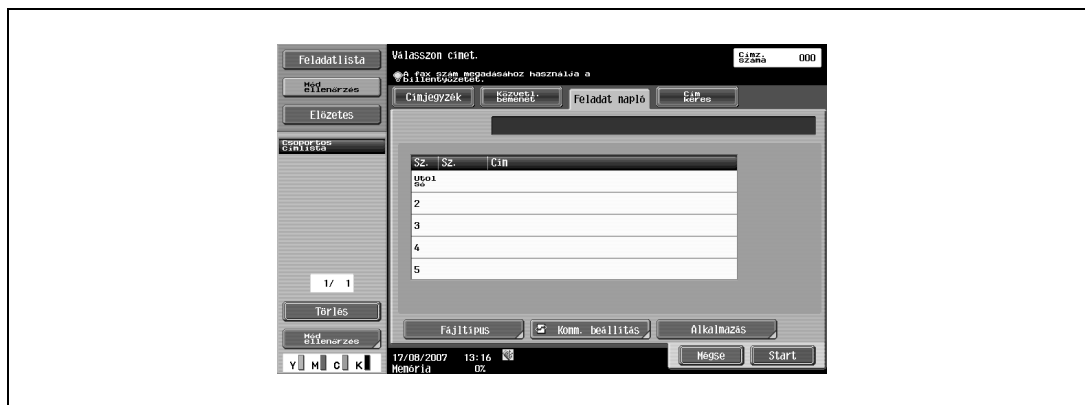 Feladatlista
Mód ellenőrzés
Előzetes
Csoportos címlista
1/ 1
Törlés
Mód ellenőrzés
Y M C K
Válasszon címet.
A fax szám megadásához használja a
billentyűzetet.
Címz. száma 000
Címjegyzék
Közvetl. bemenet
Feladat napló
Cím keres
Sz. Sz. Cím
Utol só
2
3
4
5
Fájltípus
Komm. beállítás
Alkalmazás
17/08/2007 13:16
Memória 0%
Mégse
Start